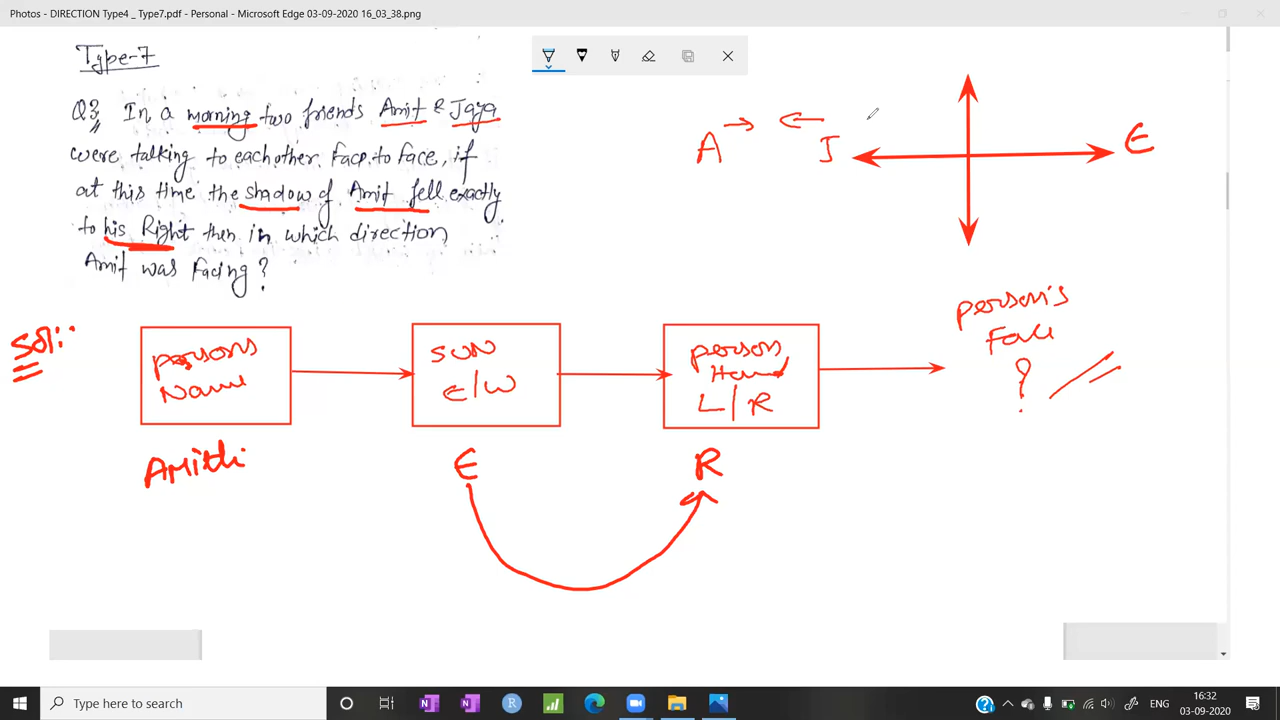 Photos - DIRECTION Type4 _ Type7.pdf - Personal - Microsoft Edge 03-09-2020 16_03_38.png
Type-7
Q3, In a morning two friends Amit & Jaya
were talking to eachother Face to Face, if
at this time the shadow of Amit fell exactly
to his Right then in which direction
Amit was Facing?
A J E
Sol:
persons
Name
SUN
E/W
person
Hand
L/R
person's
Face
?
Amith
E
R
Type here to search
ENG
16:32
03-09-2020
2